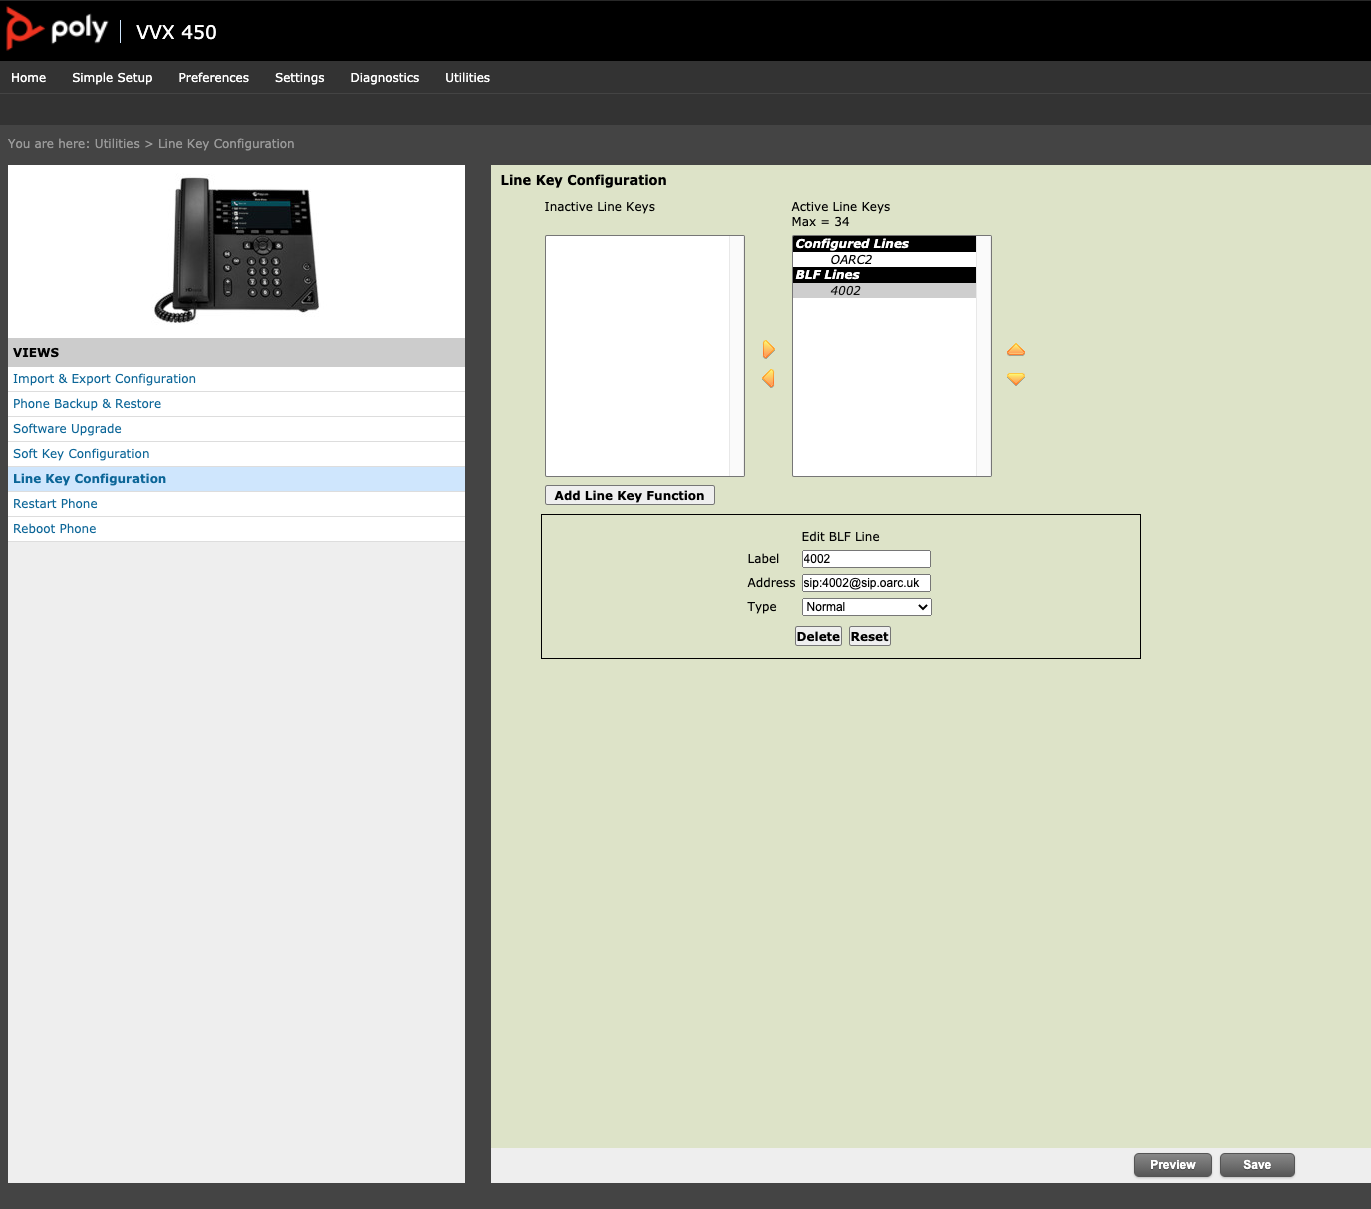 poly | VVX 450
Home Simple Setup Preferences Settings Diagnostics Utilities
You are here: Utilities > Line Key Configuration
VIEWS
Import & Export Configuration
Phone Backup & Restore
Software Upgrade
Soft Key Configuration
Line Key Configuration
Restart Phone
Reboot Phone
Line Key Configuration
Inactive Line Keys
Active Line Keys
Max = 34
Configured Lines
OARC2
BLF Lines
4002
Add Line Key Function
Edit BLF Line
Label 4002
Address sip:4002@sip.oarc.uk
Type Normal
Delete Reset
Preview Save